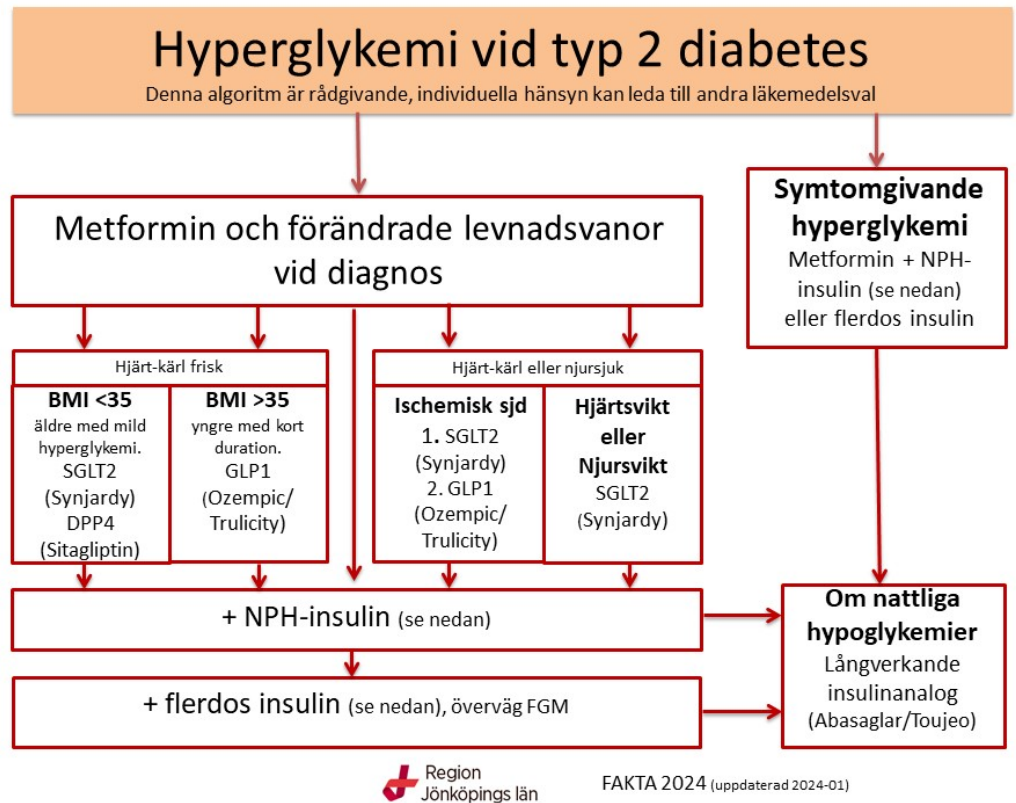 Hyperglykemi vid typ 2 diabetes
Denna algoritm är rådgivande, individuella hänsyn kan leda till andra läkemedelsval
Metformin och förändrade levnadsvanor
vid diagnos
Symtomgivande
hyperglykemi
Metformin + NPH-
insulin (se nedan)
eller flerdos insulin
Hjärt-kärl frisk
BMI <35
äldre med mild
hyperglykemi.
SGLT2
(Synjardy)
DPP4
(Sitagliptin)
BMI >35
yngre med kort
duration.
GLP1
(Ozempic/
Trulicity)
Hjärt-kärl eller njursjuk
Ischemisk sjd
1. SGLT2
(Synjardy)
2. GLP1
(Ozempic/
Trulicity)
Hjärtsvikt
eller
Njursvikt
SGLT2
(Synjardy)
+ NPH-insulin (se nedan)
+ flerdos insulin (se nedan), överväg FGM
Om nattliga
hypoglykemier
Långverkande
insulinanalog
(Abasaglar/Toujeo)
Region
Jönköpings län
FAKTA 2024 (uppdaterad 2024-01)